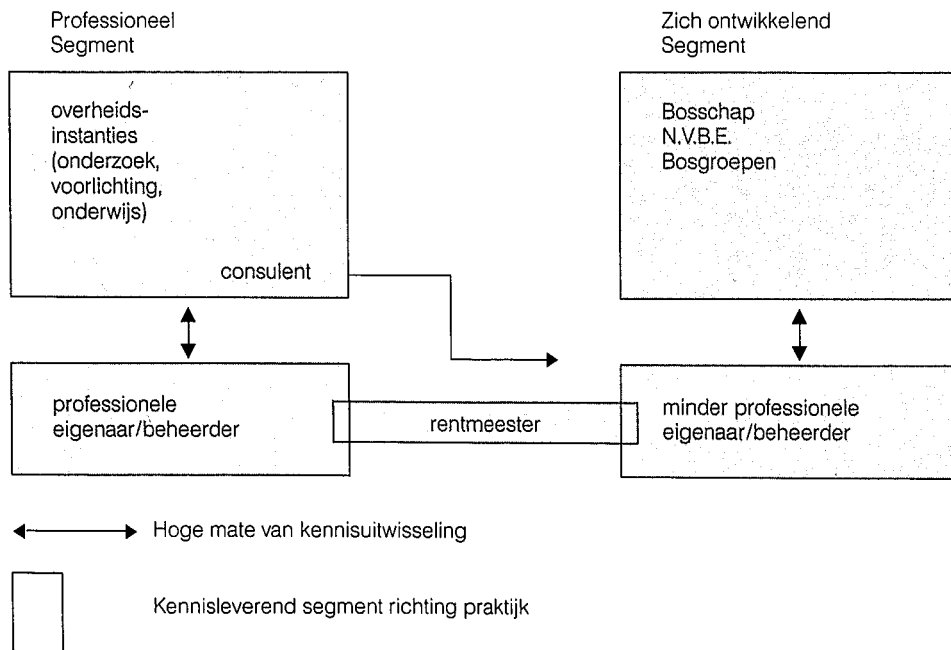 Professioneel
Segment
Zich ontwikkelend
Segment
overheids-
instanties
(onderzoek,
voorlichting,
onderwijs)
consulent
Bosschap
N.V.B.E.
Bosgroepen
professionele
eigenaar/beheerder
rentmeester
minder professionele
eigenaar/beheerder
Hoge mate van kennisuitwisseling
Kennisleverend segment richting praktijk